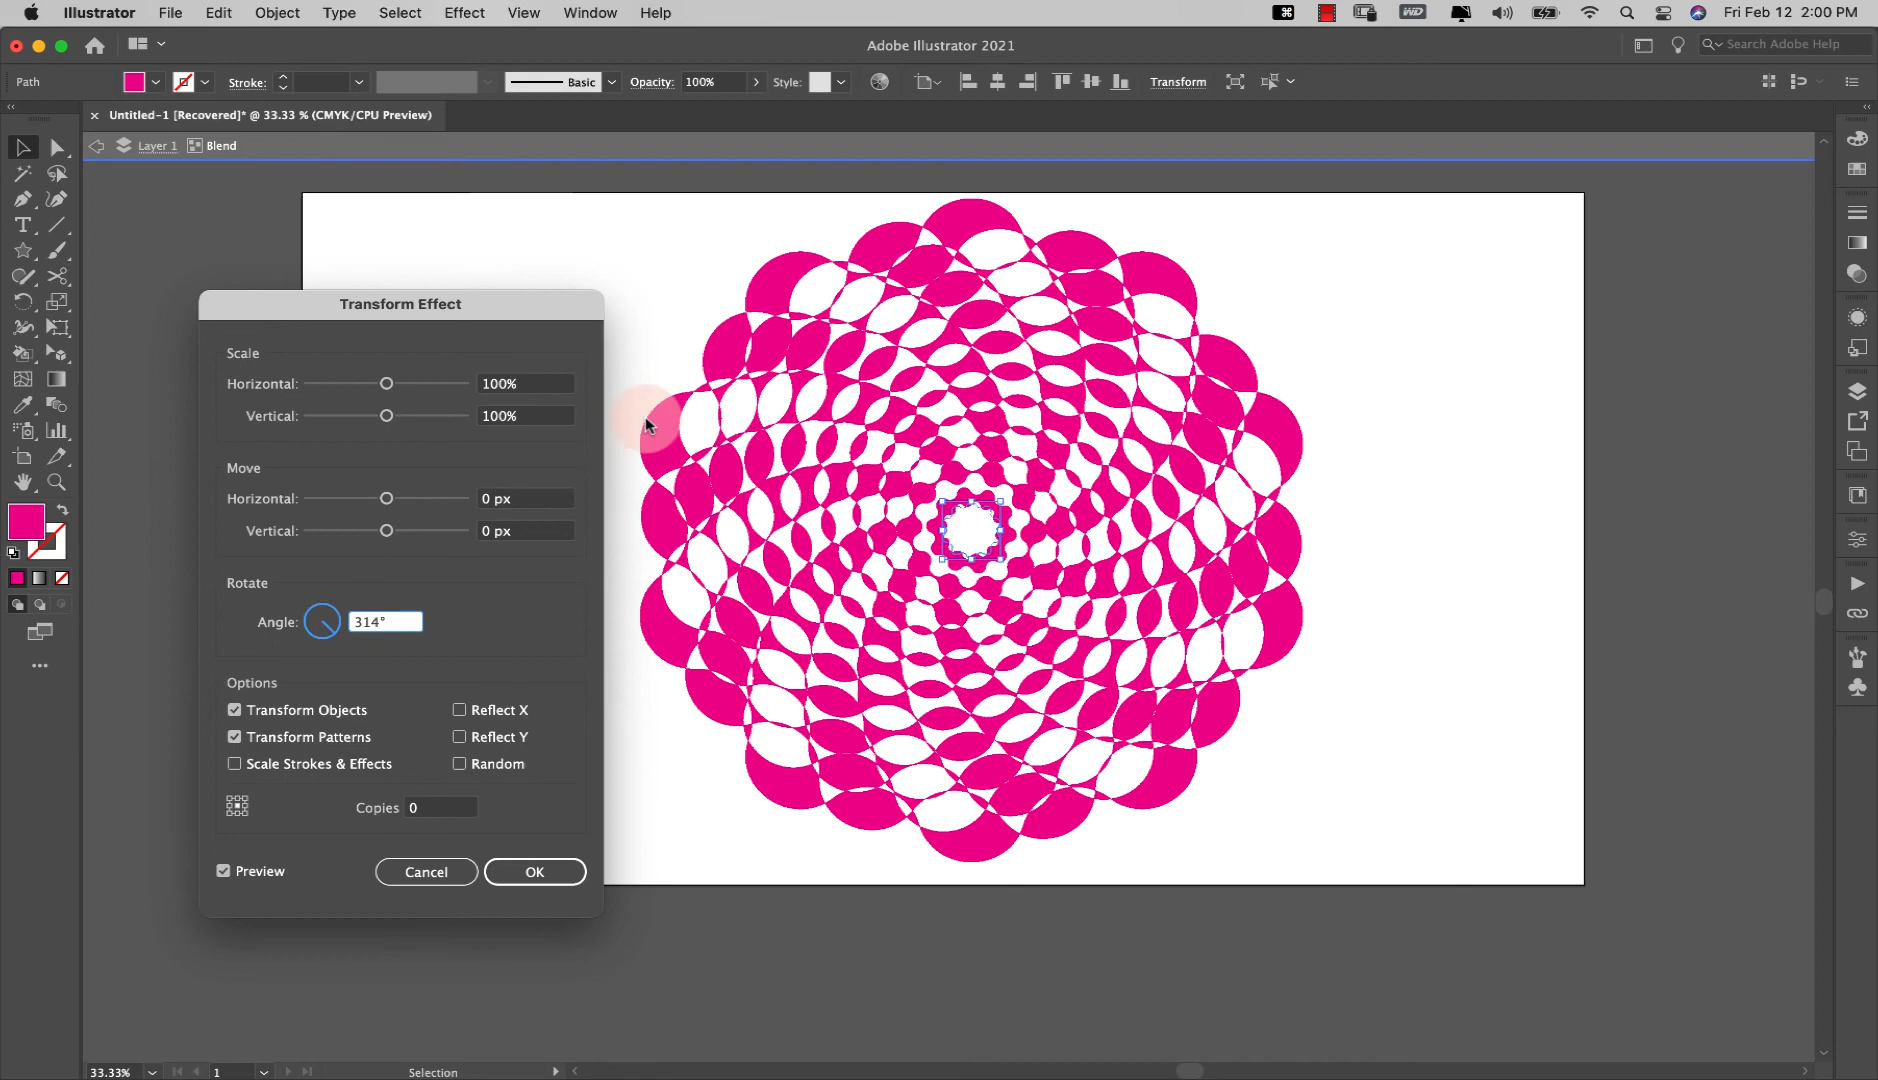 Illustrator File Edit Object Type Select Effect View Window Help WD Fri Feb 12 2:00 PM
Adobe Illustrator 2021 Search Adobe Help
Path Stroke: Basic Opacity: 100% Style: Transform
Untitled-1 [Recovered]* @ 33.33 % (CMYK/CPU Preview)
Layer 1 Blend
Transform Effect
Scale
Horizontal: 100%
Vertical: 100%
Move
Horizontal: 0 px
Vertical: 0 px
Rotate
Angle: 314°
Options
Transform Objects Reflect X
Transform Patterns Reflect Y
Scale Strokes & Effects Random
Copies 0
Preview Cancel OK
33.33% 1 Selection